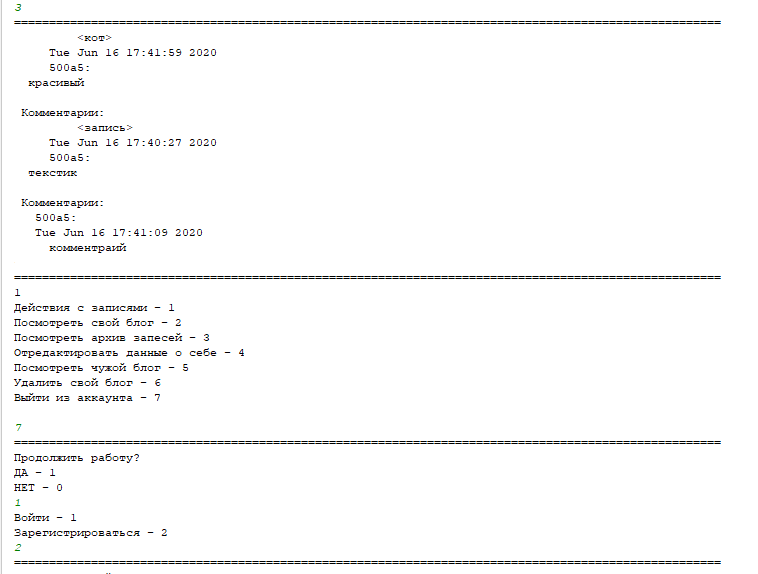 3
=====================================================================================================
<кот>
Tue Jun 16 17:41:59 2020
500a5:
красивый
Комментарии:
<запись>
Tue Jun 16 17:40:27 2020
500a5:
текстик
Комментарии:
500a5:
Tue Jun 16 17:41:09 2020
комментраий
=====================================================================================================
1
Действия с записями - 1
Посмотреть свой блог - 2
Посмотреть архив запесей - 3
Отредактировать данные о себе - 4
Посмотреть чужой блог - 5
Удалить свой блог - 6
Выйти из аккаунта - 7
7
=====================================================================================================
Продолжить работу?
ДА - 1
НЕТ - 0
1
Войти - 1
Зарегистрироваться - 2
2
=====================================================================================================